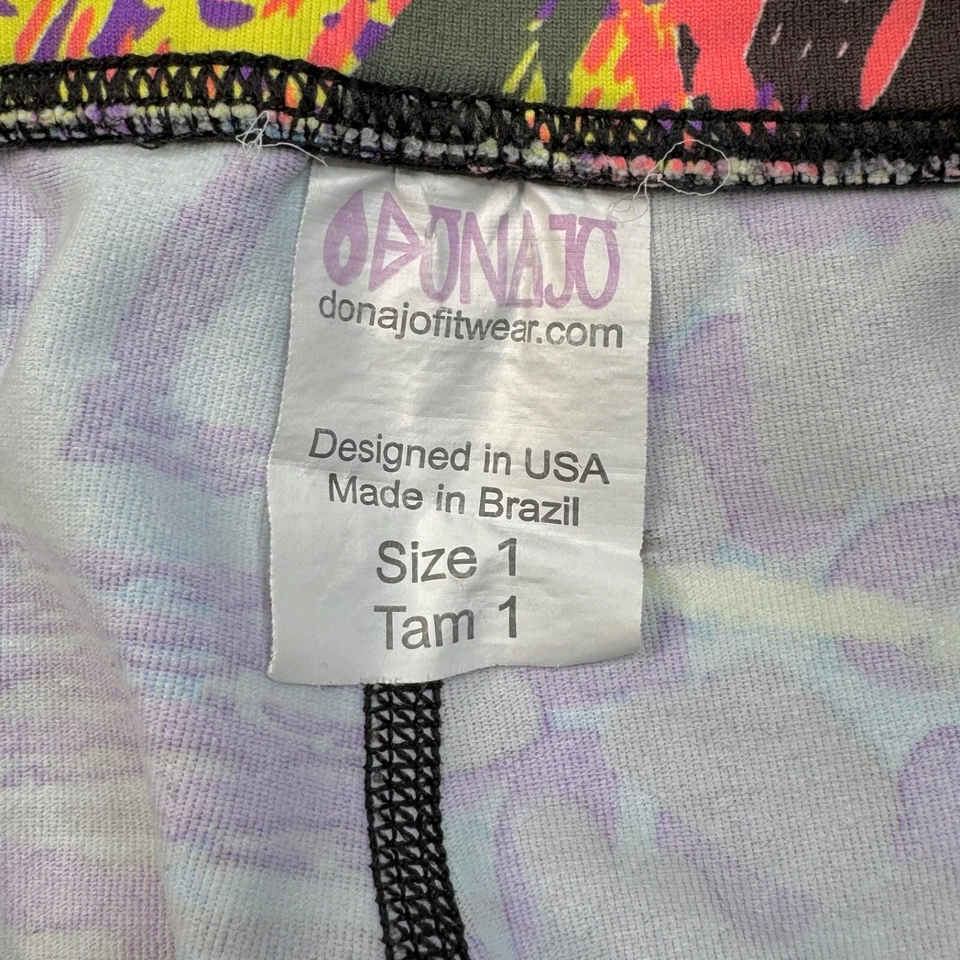 DONAJO
donajofitwear.com
Designed in USA
Made in Brazil
Size 1
Tam 1